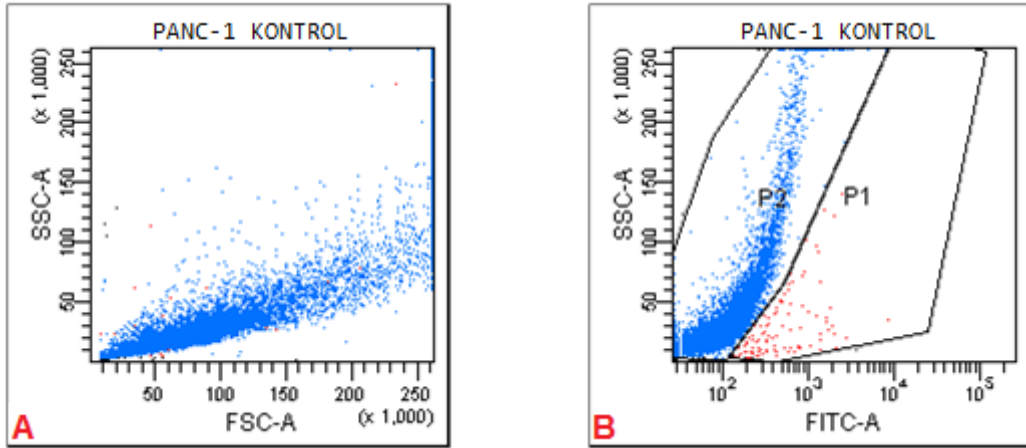 PANC-1 KONTROL
(x 1,000)
SSC-A
250
200
150
100
50
50 100 150 200 250
FSC-A (x 1,000)
A
PANC-1 KONTROL
(x 1,000)
SSC-A
250
200
150
100
50
P2 P1
10² 10³ 10⁴ 10⁵
FITC-A
B